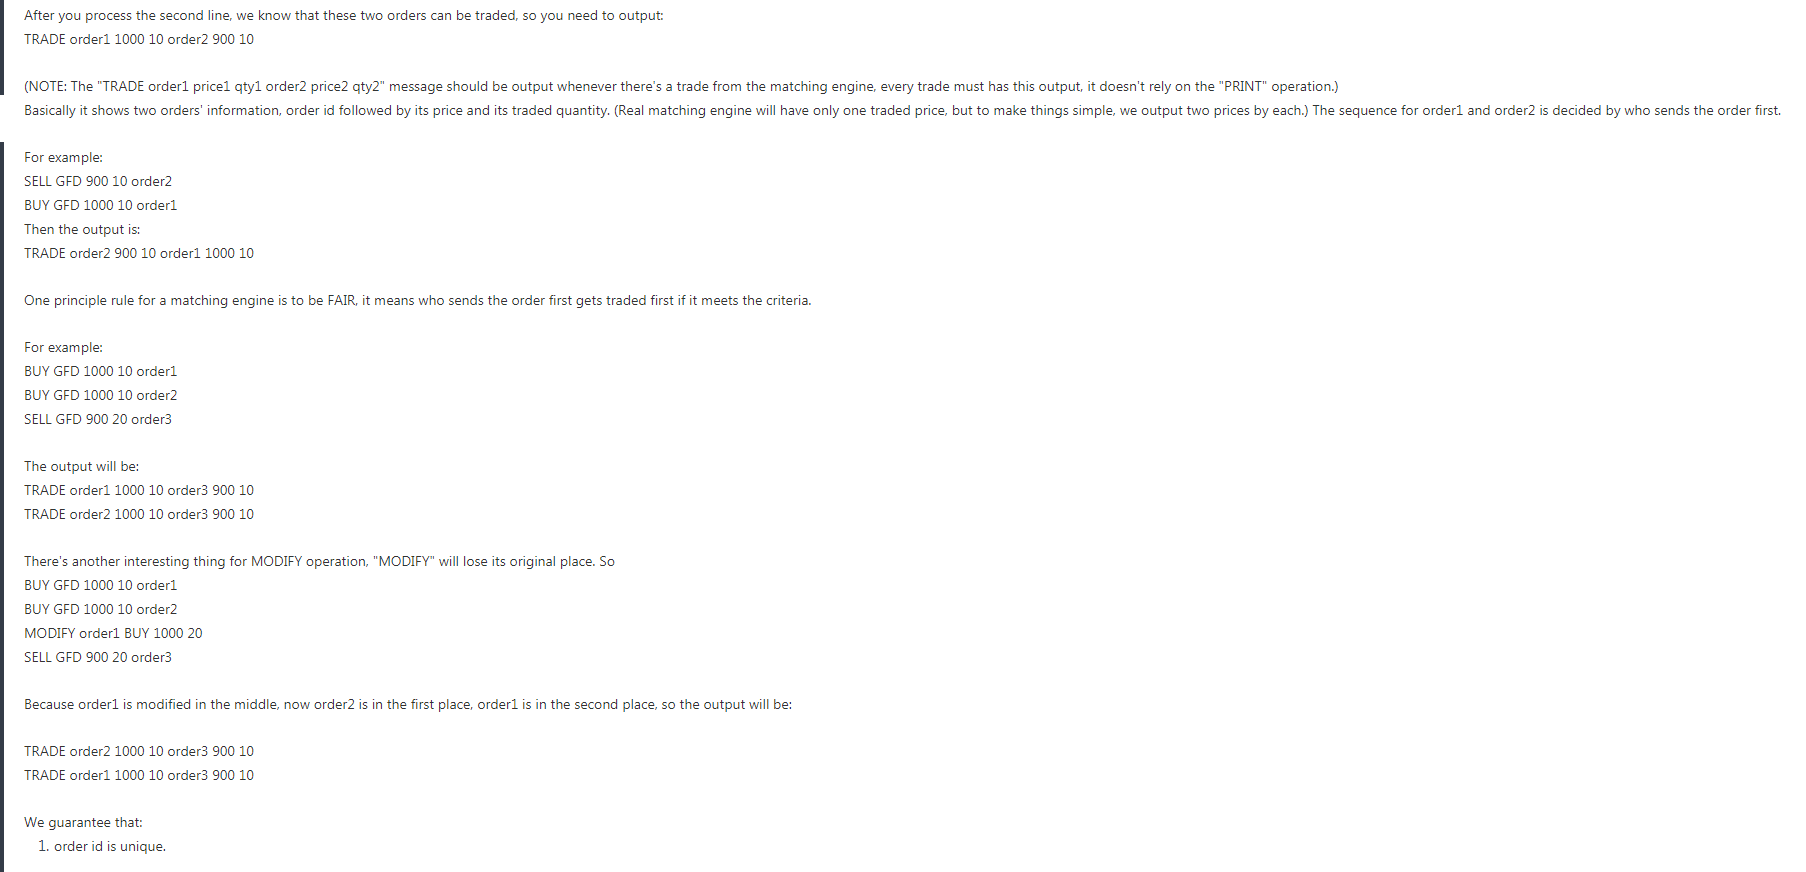 After you process the second line, we know that these two orders can be traded, so you need to output:
TRADE order1 1000 10 order2 900 10
(NOTE: The "TRADE order1 price1 qty1 order2 price2 qty2" message should be output whenever there's a trade from the matching engine, every trade must has this output, it doesn't rely on the "PRINT" operation.)
Basically it shows two orders' information, order id followed by its price and its traded quantity. (Real matching engine will have only one traded price, but to make things simple, we output two prices by each.) The sequence for order1 and order2 is decided by who sends the order first.
For example:
SELL GFD 900 10 order2
BUY GFD 1000 10 order1
Then the output is:
TRADE order2 900 10 order1 1000 10
One principle rule for a matching engine is to be FAIR, it means who sends the order first gets traded first if it meets the criteria.
For example:
BUY GFD 1000 10 order1
BUY GFD 1000 10 order2
SELL GFD 900 20 order3
The output will be:
TRADE order1 1000 10 order3 900 10
TRADE order2 1000 10 order3 900 10
There's another interesting thing for MODIFY operation, "MODIFY" will lose its original place. So
BUY GFD 1000 10 order1
BUY GFD 1000 10 order2
MODIFY order1 BUY 1000 20
SELL GFD 900 20 order3
Because order1 is modified in the middle, now order2 is in the first place, order1 is in the second place, so the output will be:
TRADE order2 1000 10 order3 900 10
TRADE order1 1000 10 order3 900 10
We guarantee that:
1. order id is unique.